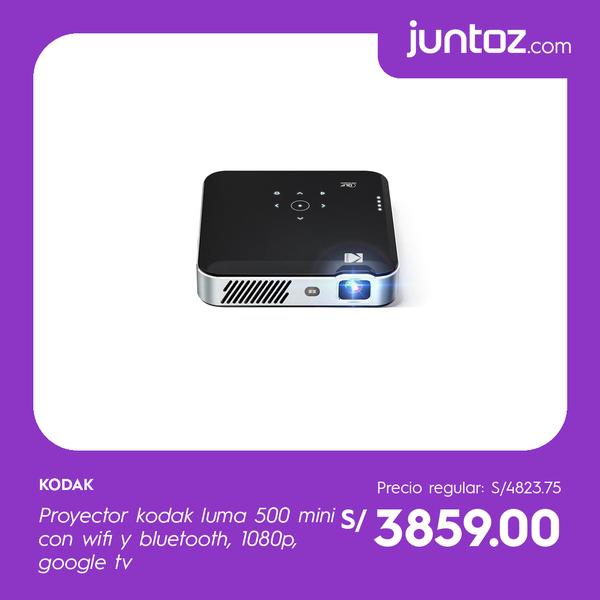 juntoz.com
KODAK
Proyector kodak luma 500 mini
con wifi y bluetooth, 1080p,
google tv
Precio regular: S/4823.75
S/ 3859.00